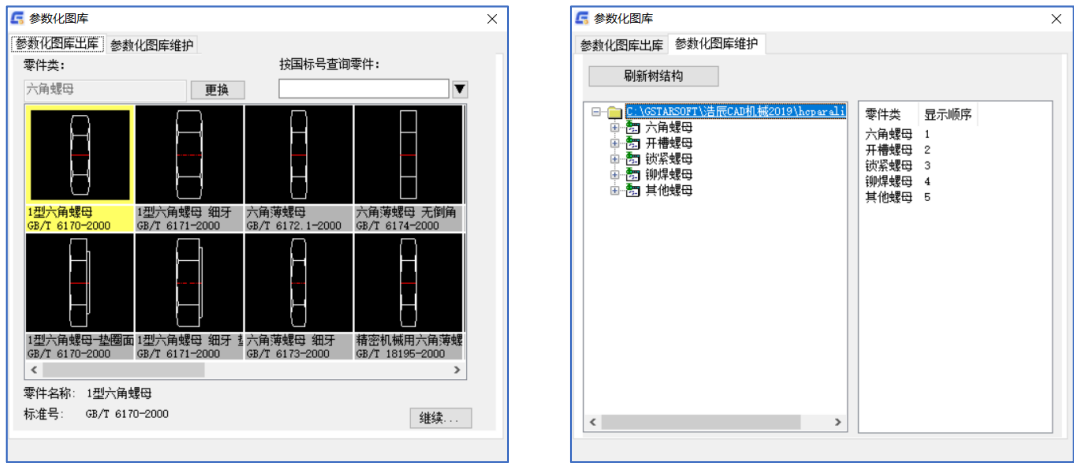 参数化图库
参数化图库出库 参数化图库维护
零件类:
按国标号查询零件:
六角螺母
更换
1型六角螺母
GB/T 6170-2000
1型六角螺母 细牙
GB/T 6171-2000
六角薄螺母
GB/T 6172.1-2000
六角薄螺母 无倒角
GB/T 6174-2000
1型六角螺母-垫圈面
GB/T 6170-2000
1型六角螺母 细牙
GB/T 6171-2000
六角薄螺母 细牙
GB/T 6173-2000
精密机械用六角薄螺
GB/T 18195-2000
零件名称: 1型六角螺母
标准号: GB/T 6170-2000
继续...
参数化图库
参数化图库出库 参数化图库维护
刷新树结构
C:\GSTARSOFT\浩辰CAD机械2019\hcparali
六角螺母
开槽螺母
锁紧螺母
铆焊螺母
其他螺母
零件类 显示顺序
六角螺母 1
开槽螺母 2
锁紧螺母 3
铆焊螺母 4
其他螺母 5